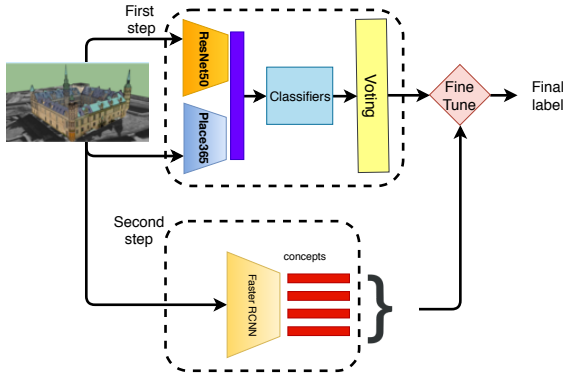 First
step
ResNet50
Place365
Classifiers
Voting
Fine
Tune
Final
label
Second
step
Faster RCNN
concepts